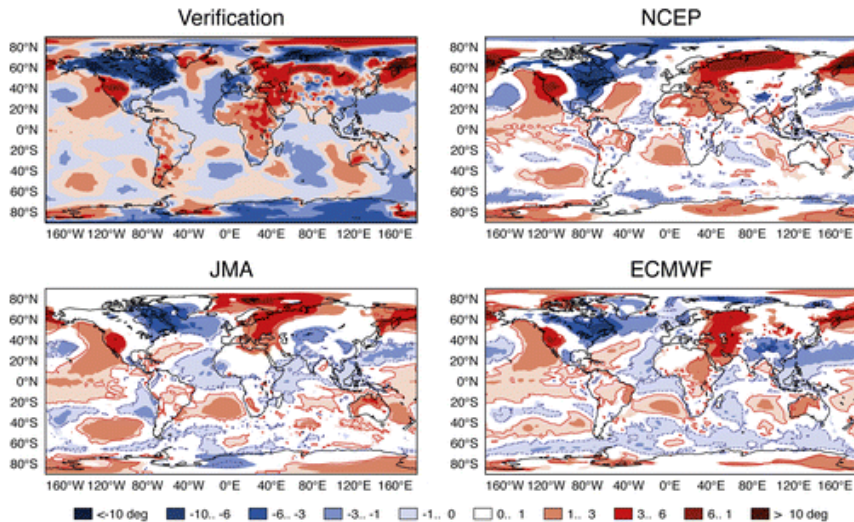 Verification
NCEP
80°N
60°N
40°N
20°N
0°N
20°S
40°S
60°S
80°S
160°W 120°W 80°W 40°W 0°E 40°E 80°E 120°E 160°E
80°N
60°N
40°N
20°N
0°N
20°S
40°S
60°S
80°S
160°W 120°W 80°W 40°W 0°E 40°E 80°E 120°E 160°E
JMA
ECMWF
80°N
60°N
40°N
20°N
0°N
20°S
40°S
60°S
80°S
160°W 120°W 80°W 40°W 0°E 40°E 80°E 120°E 160°E
80°N
60°N
40°N
20°N
0°N
20°S
40°S
60°S
80°S
160°W 120°W 80°W 40°W 0°E 40°E 80°E 120°E 160°E
<-10 deg -10.. -6 -6.. -3 -3.. -1 -1.. 0 0.. 1 1.. 3 3.. 6 6.. 1 > 10 deg